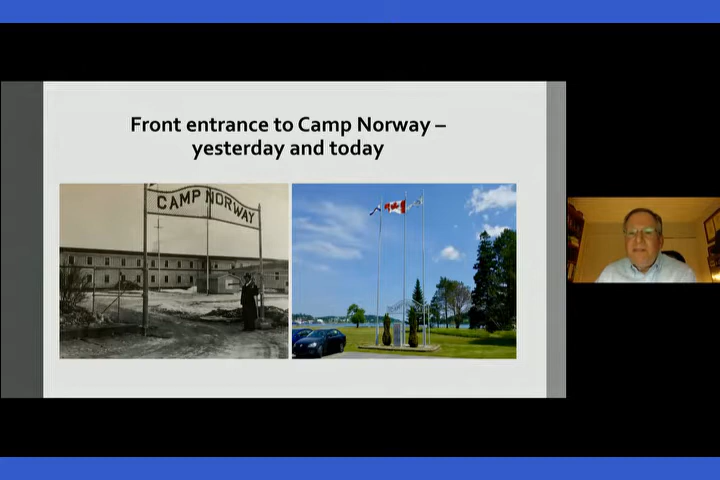 Front entrance to Camp Norway –
yesterday and today
CAMP NORWAY